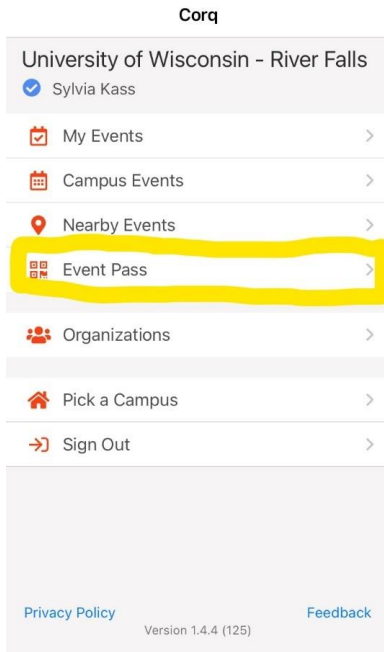 Corq
University of Wisconsin - River Falls
Sylvia Kass
My Events
Campus Events
Nearby Events
Event Pass
Organizations
Pick a Campus
Sign Out
Privacy Policy
Feedback
Version 1.4.4 (125)